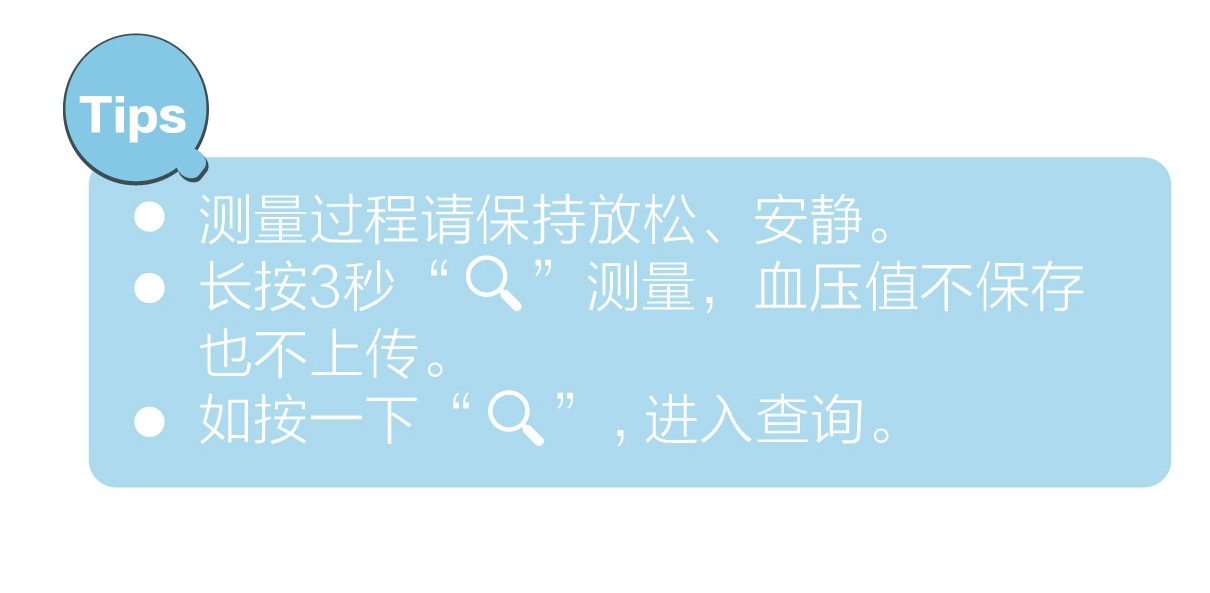 Tips
● 测量过程请保持放松、安静。
● 长按3秒“🔍”测量，血压值不保存
也不上传。
● 如按一下“🔍”,进入查询。